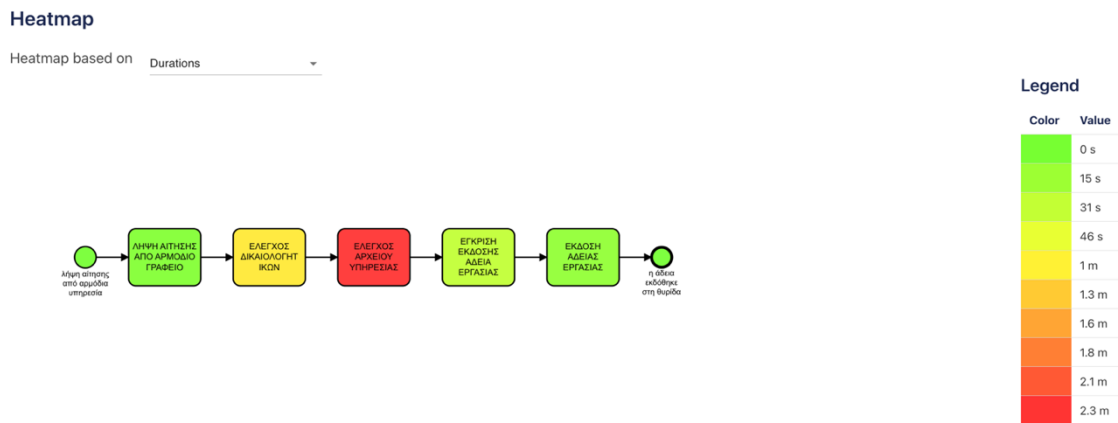 Heatmap
Heatmap based on Durations
Legend
Color Value
0 s
15 s
31 s
46 s
1 m
1.3 m
1.6 m
1.8 m
2.1 m
2.3 m
λήψη αίτησης
από αρμόδια
υπηρεσία
ΛΗΨΗ ΑΙΤΗΣΗΣ
ΑΠΟ ΑΡΜΟΔΙΟ
ΓΡΑΦΕΙΟ
ΕΛΕΓΧΟΣ
ΔΙΚΑΙΟΛΟΓΗΤ
ΙΚΩΝ
ΕΛΕΓΧΟΣ
ΑΡΧΕΙΟΥ
ΥΠΗΡΕΣΙΑΣ
ΕΓΚΡΙΣΗ
ΕΚΔΟΣΗΣ
ΑΔΕΙΑ
ΕΡΓΑΣΙΑΣ
ΕΚΔΟΣΗ
ΑΔΕΙΑΣ
ΕΡΓΑΣΙΑΣ
η άδεια
εκδόθηκε
στη θυρίδα